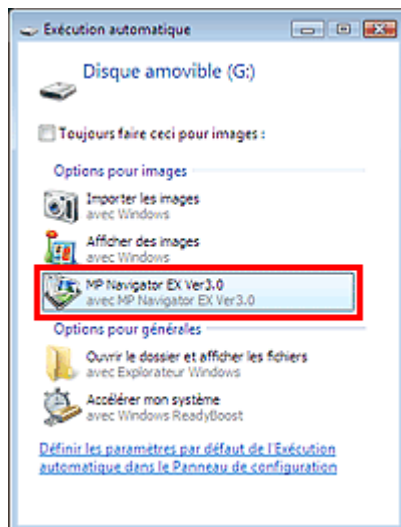 Exécution automatique
Disque amovible (G:)
Toujours faire ceci pour images :
Options pour images
Importer les images
avec Windows
Afficher des images
avec Windows
MP Navigator EX Ver3.0
avec MP Navigator EX Ver3.0
Options pour générales
Ouvrir le dossier et afficher les fichiers
avec Explorateur Windows
Accélérer mon système
avec Windows ReadyBoost
Définir les paramètres par défaut de l'Exécution
automatique dans le Panneau de configuration